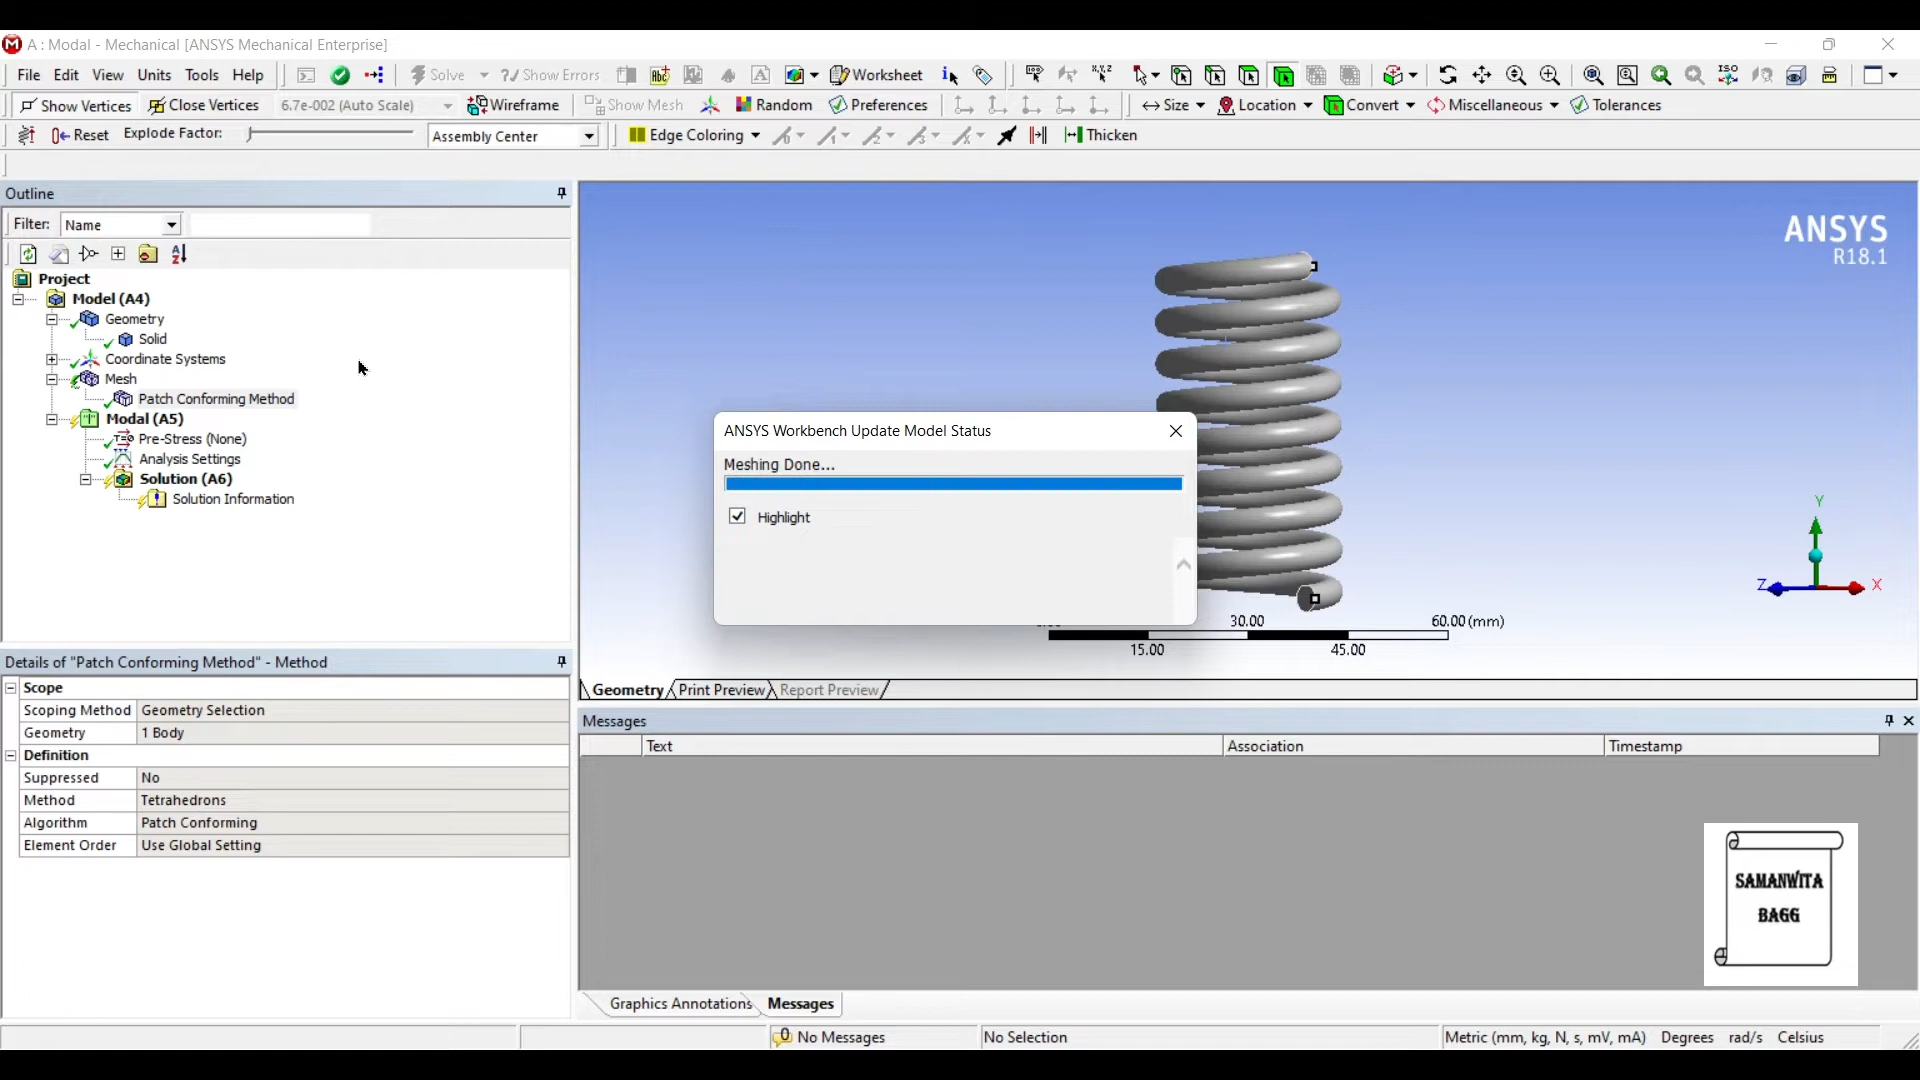 A : Modal - Mechanical [ANSYS Mechanical Enterprise]
File Edit View Units Tools Help Solve ?/ Show Errors Worksheet
Show Vertices Close Vertices 6.7e-002 (Auto Scale) Wireframe Show Mesh Random Preferences Size Location Convert Miscellaneous Tolerances
Reset Explode Factor: Assembly Center Edge Coloring Thicken
Outline
Filter: Name
Project
Model (A4)
Geometry
Solid
Coordinate Systems
Mesh
Patch Conforming Method
Modal (A5)
Pre-Stress (None)
Analysis Settings
Solution (A6)
Solution Information
Details of "Patch Conforming Method" - Method
Scope
Scoping Method Geometry Selection
Geometry 1 Body
Definition
Suppressed No
Method Tetrahedrons
Algorithm Patch Conforming
Element Order Use Global Setting
ANSYS
R18.1
ANSYS Workbench Update Model Status
Meshing Done...
Highlight
Y
Z X
30.00 60.00 (mm)
15.00 45.00
Geometry Print Preview Report Preview
Messages
Text Association Timestamp
SAMANWITA
BAGG
Graphics Annotations Messages
No Messages No Selection Metric (mm, kg, N, s, mV, mA) Degrees rad/s Celsius